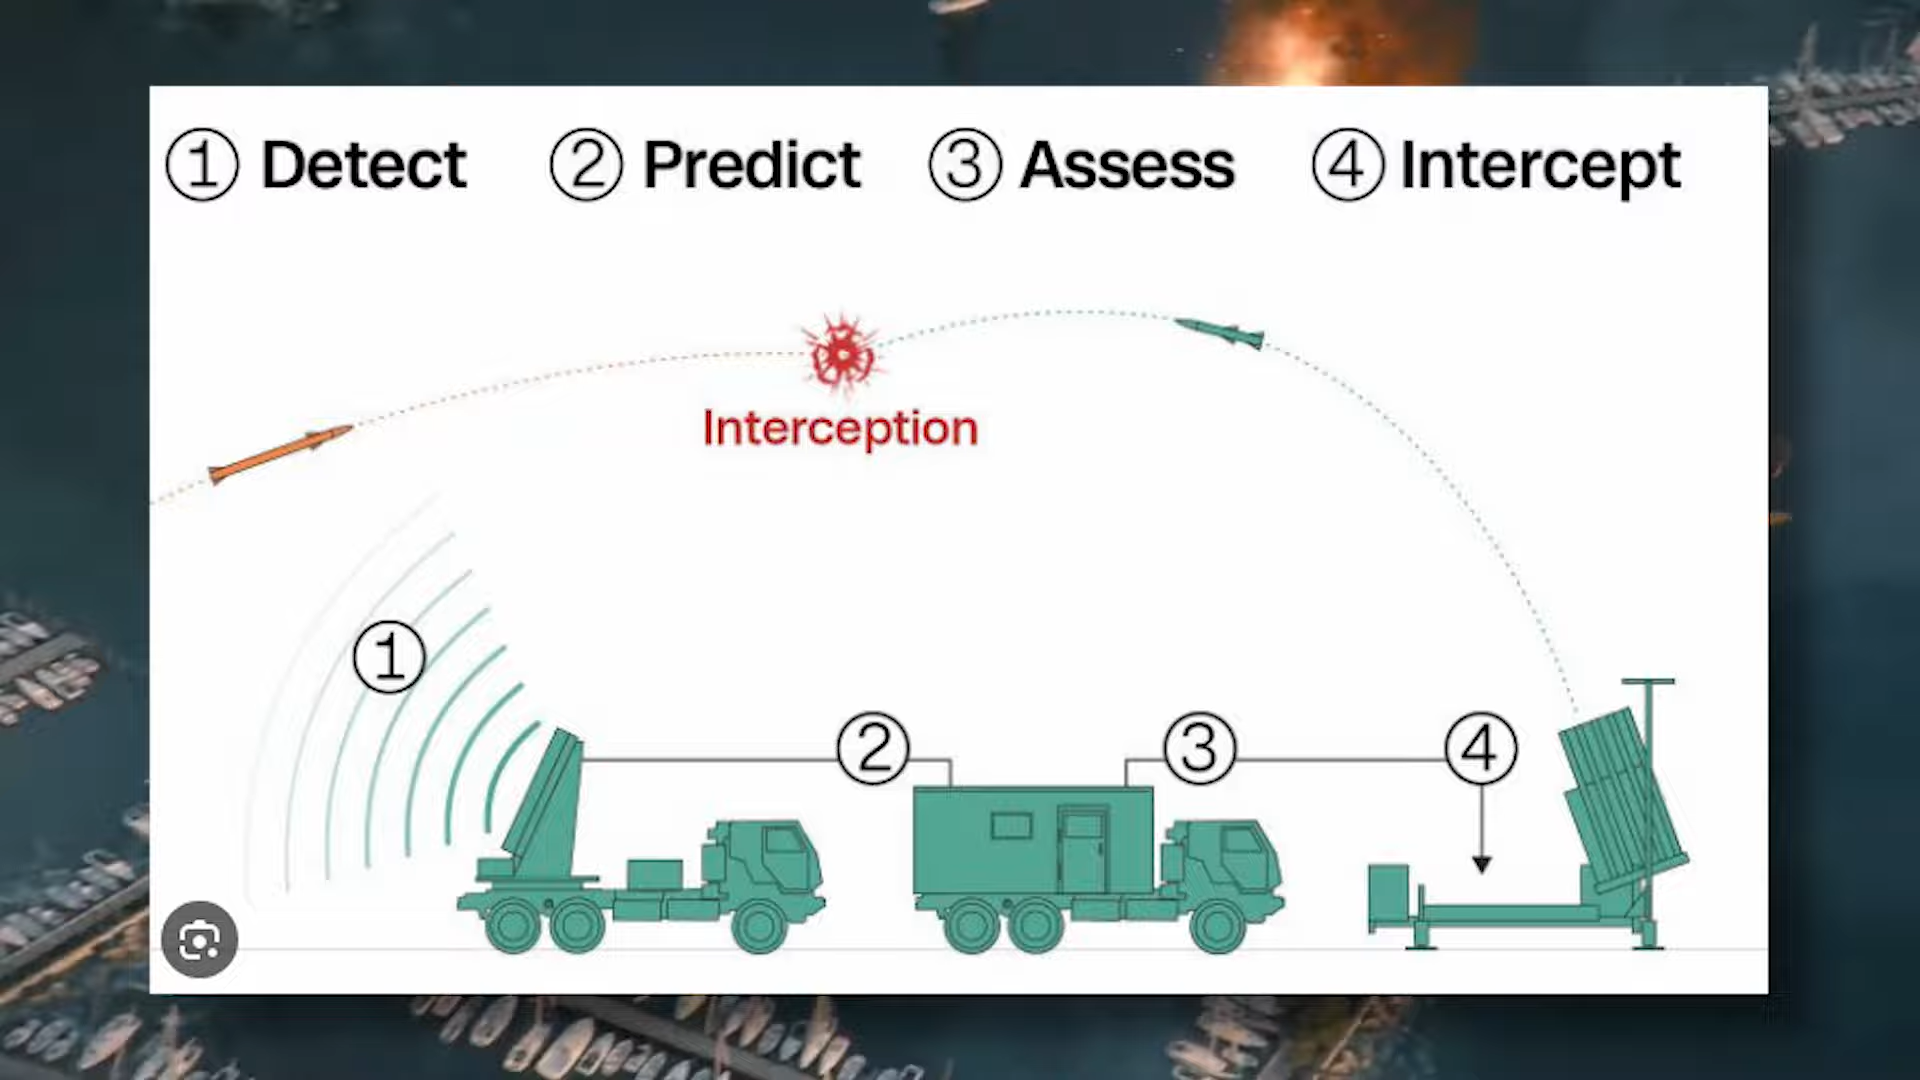 ① Detect ② Predict ③ Assess ④ Intercept
Interception
①
② ③ ④